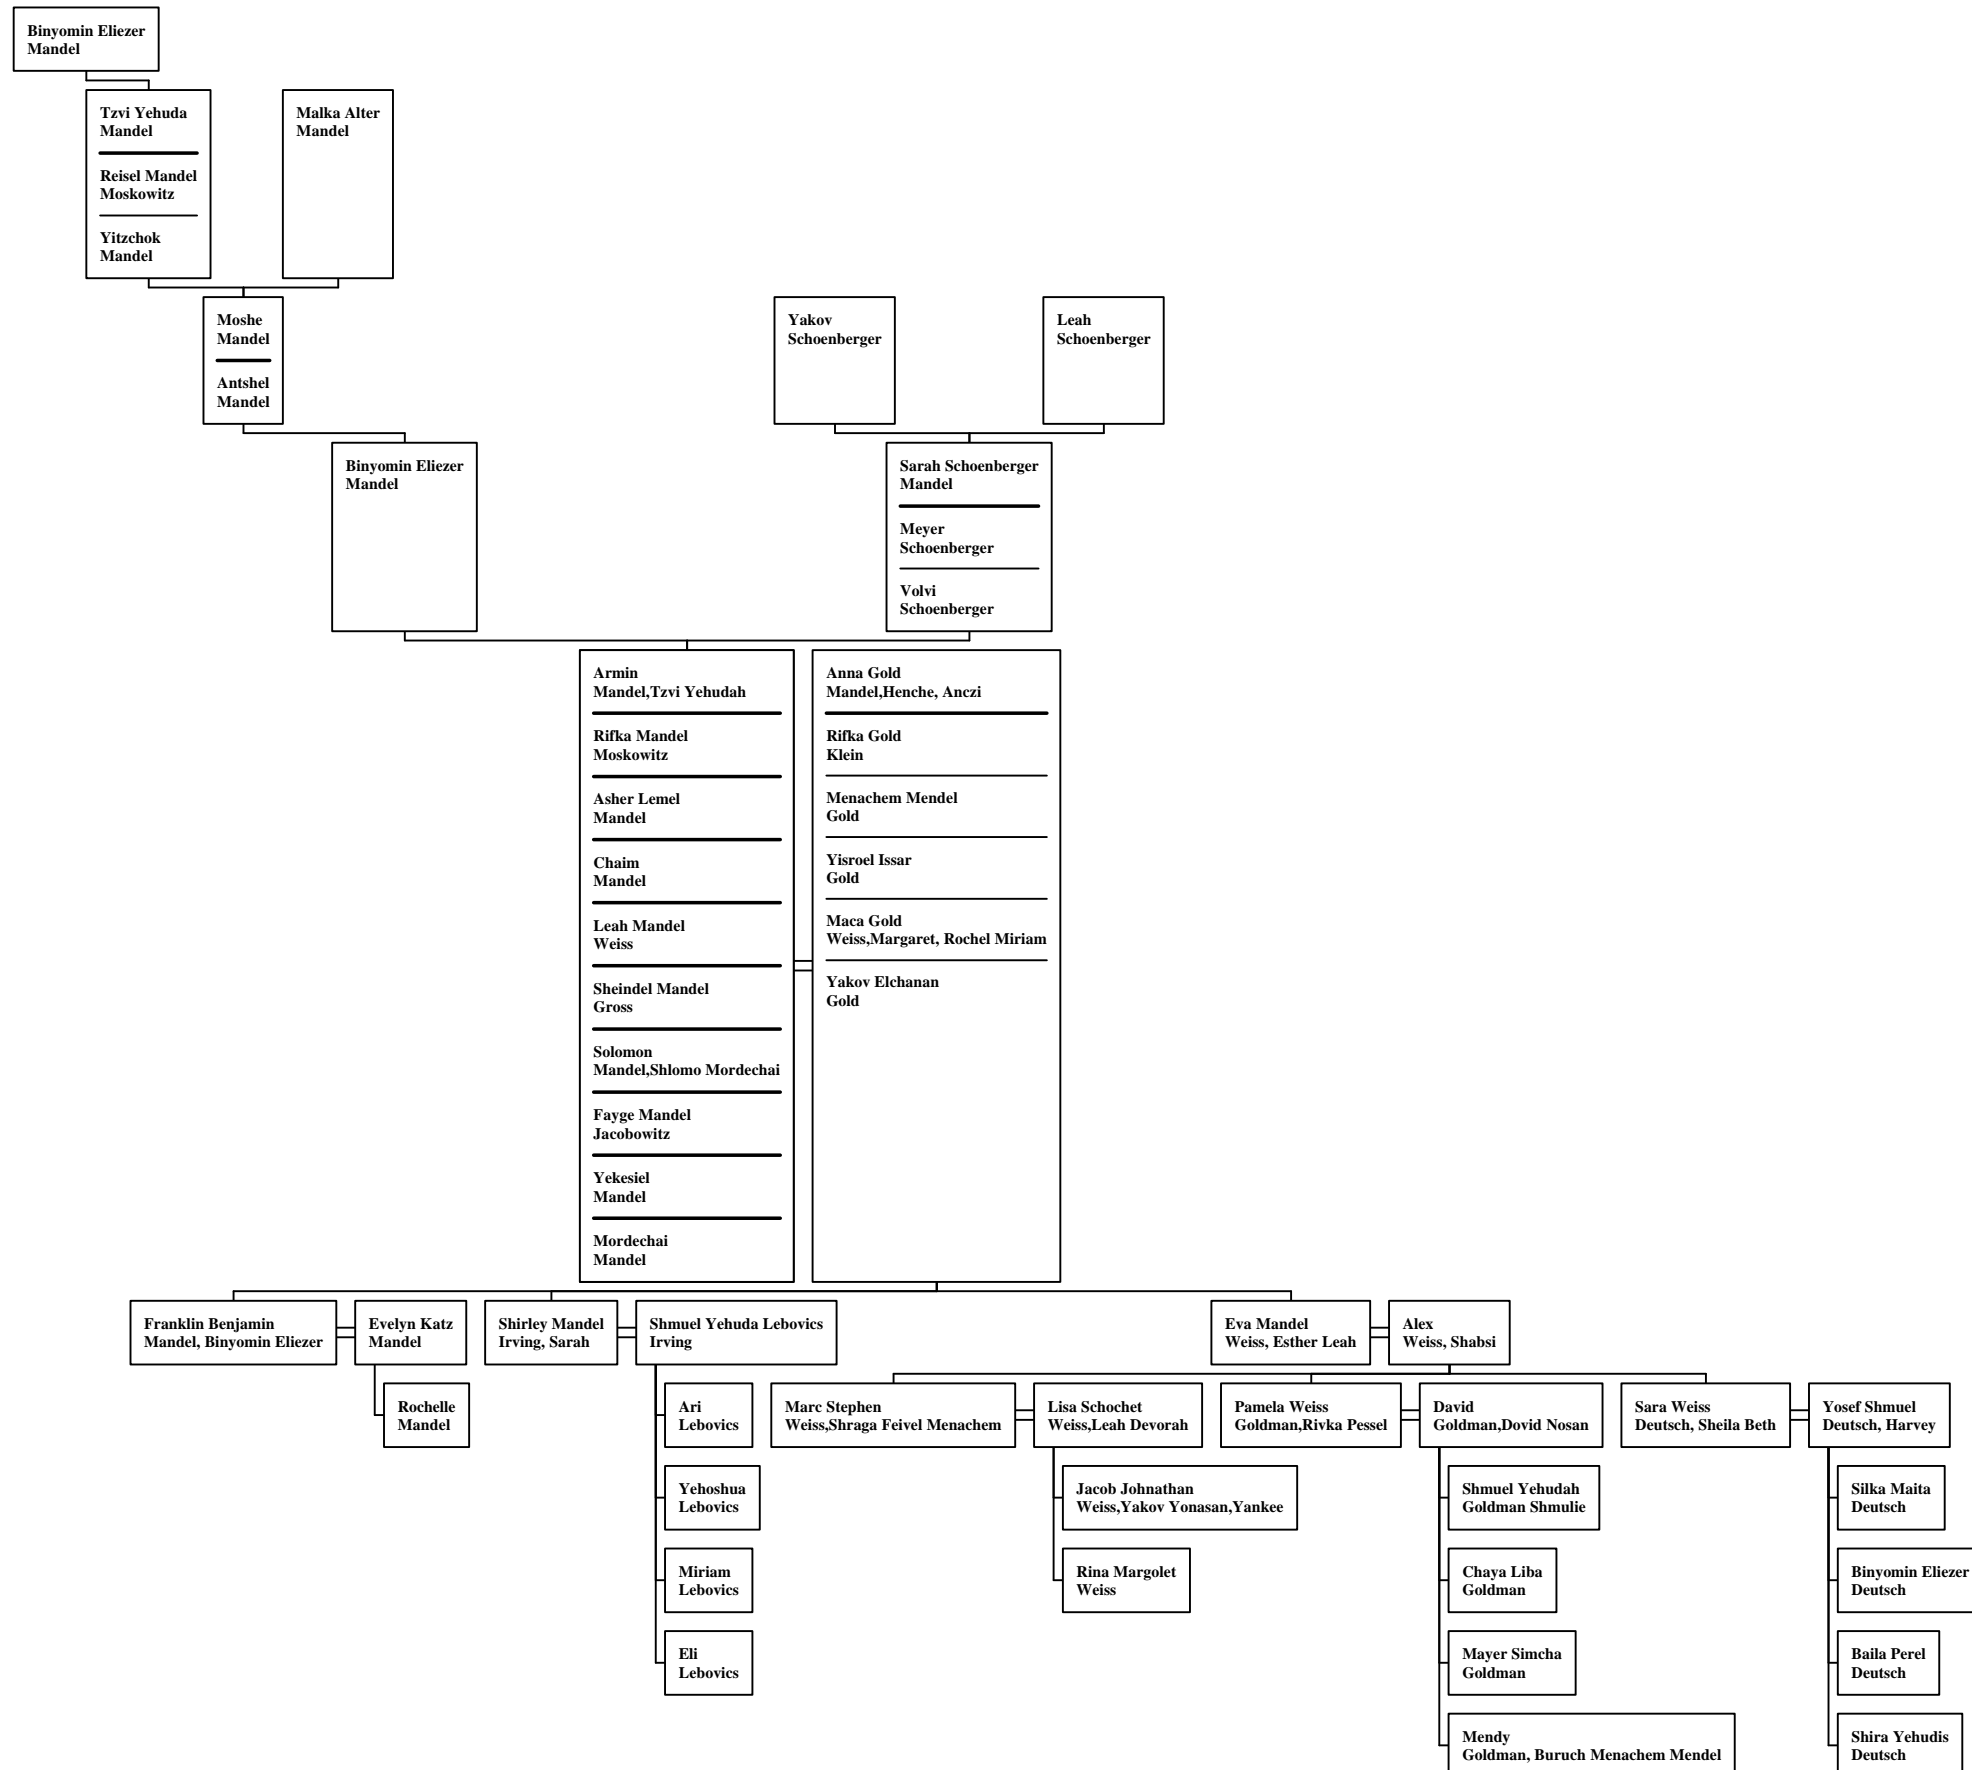 Binyomin Eliezer
Mandel
Tzvi Yehuda
Mandel
Reisel Mandel
Moskowitz
Yitzchok
Mandel
Malka Alter
Mandel
Moshe
Mandel
Antshel
Mandel
Yakov
Schoenberger
Leah
Schoenberger
Binyomin Eliezer
Mandel
Sarah Schoenberger
Mandel
Meyer
Schoenberger
Volvi
Schoenberger
Armin
Mandel,Tzvi Yehudah
Rifka Mandel
Moskowitz
Asher Lemel
Mandel
Chaim
Mandel
Leah Mandel
Weiss
Sheindel Mandel
Gross
Solomon
Mandel,Shlomo Mordechai
Fayge Mandel
Jacobowitz
Yekesiel
Mandel
Mordechai
Mandel
Anna Gold
Mandel,Henche, Anczi
Rifka Gold
Klein
Menachem Mendel
Gold
Yisroel Issar
Gold
Maca Gold
Weiss,Margaret, Rochel Miriam
Yakov Elchanan
Gold
Franklin Benjamin
Mandel, Binyomin Eliezer
Evelyn Katz
Mandel
Rochelle
Mandel
Shirley Mandel
Irving, Sarah
Shmuel Yehuda Lebovics
Irving
Ari
Lebovics
Yehoshua
Lebovics
Miriam
Lebovics
Eli
Lebovics
Eva Mandel
Weiss, Esther Leah
Alex
Weiss, Shabsi
Marc Stephen
Weiss,Shraga Feivel Menachem
Lisa Schochet
Weiss,Leah Devorah
Jacob Johnathan
Weiss,Yakov Yonasan,Yankee
Rina Margolet
Weiss
Pamela Weiss
Goldman,Rivka Pessel
David
Goldman,Dovid Nosan
Shmuel Yehudah
Goldman Shmulie
Chaya Liba
Goldman
Mayer Simcha
Goldman
Mendy
Goldman, Buruch Menachem Mendel
Sara Weiss
Deutsch, Sheila Beth
Yosef Shmuel
Deutsch, Harvey
Silka Maita
Deutsch
Binyomin Eliezer
Deutsch
Baila Perel
Deutsch
Shira Yehudis
Deutsch